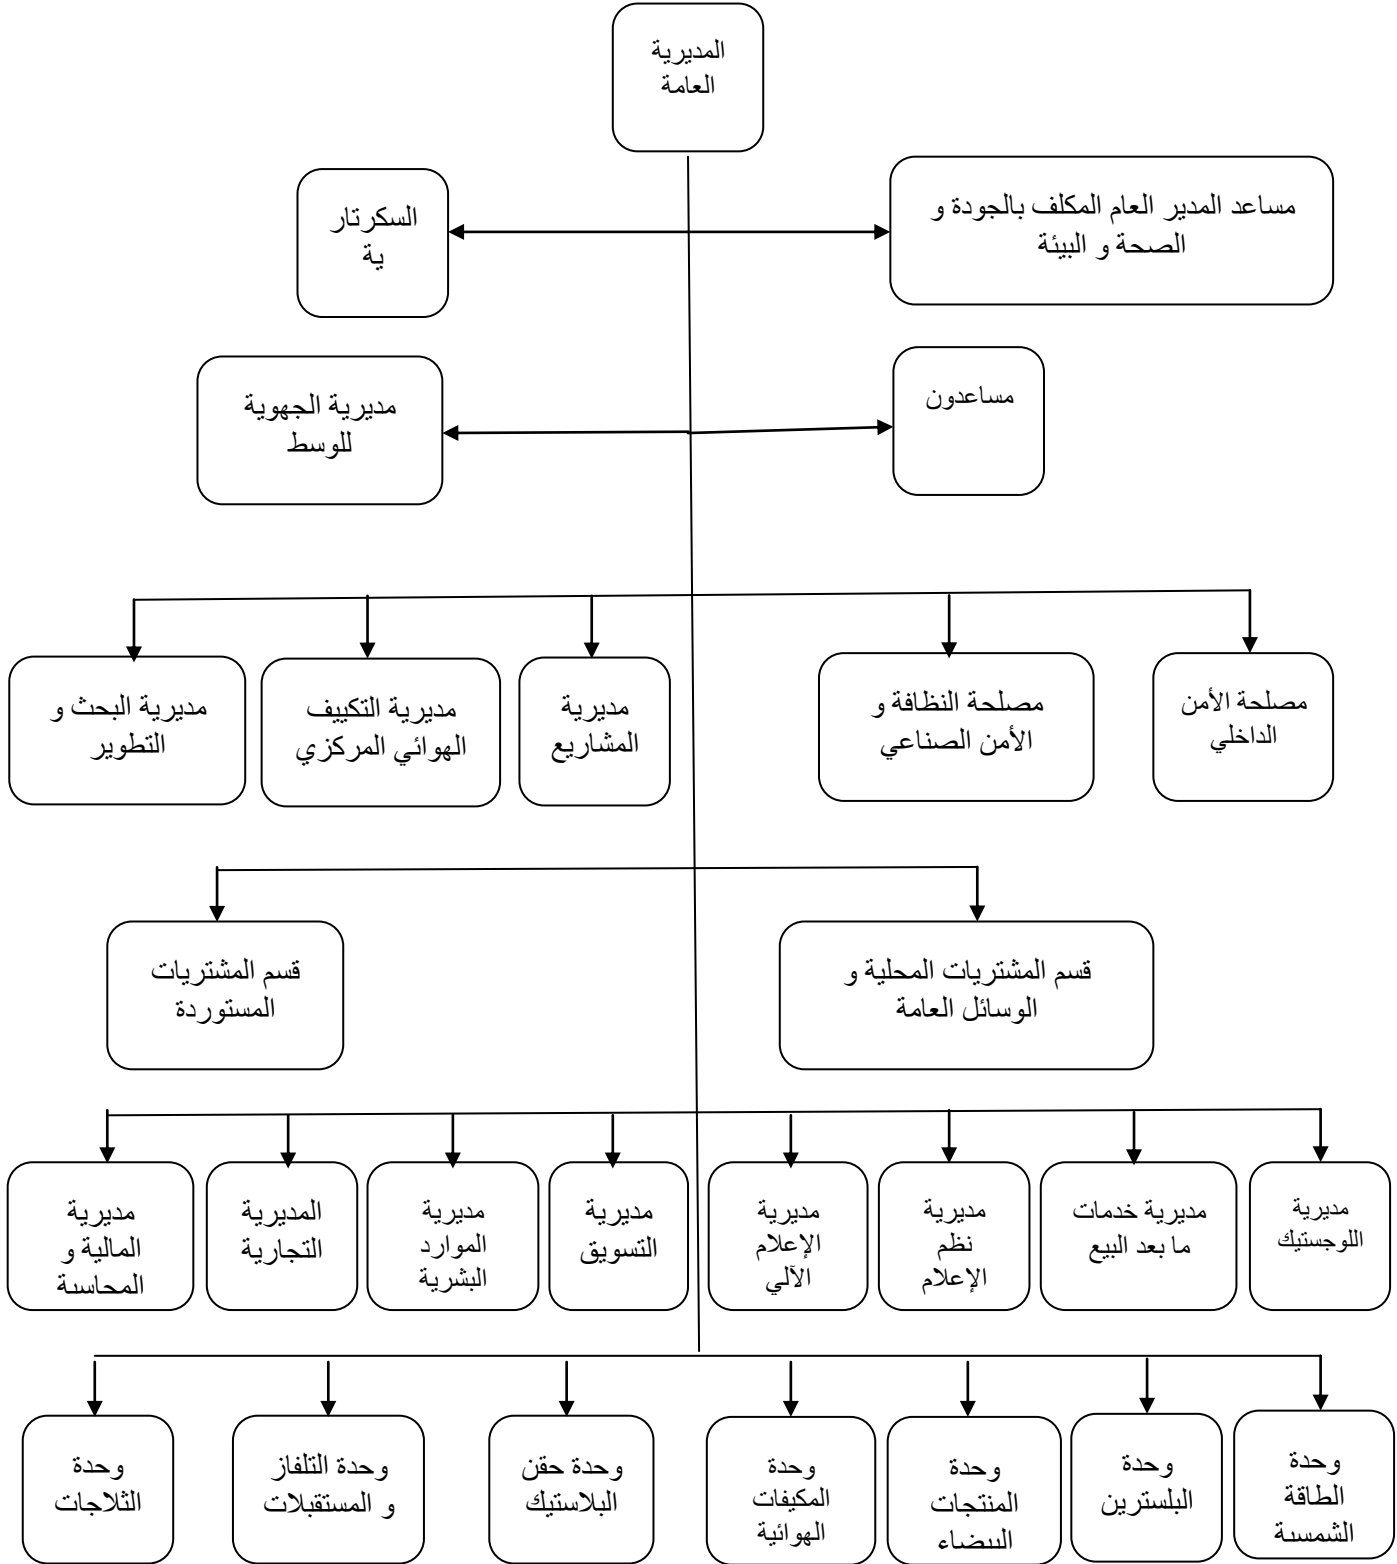 المديرية
العامة
مساعد المدير العام المكلف بالجودة و
الصحة و البيئة
السكرتار
ية
مساعدون
مديرية الجهوية
للوسط
مصلحة الأمن
الداخلي
مصلحة النظافة و
الأمن الصناعي
مديرية
المشاريع
مديرية التكييف
الهوائي المركزي
مديرية البحث و
التطوير
قسم المشتريات المحلية و
الوسائل العامة
قسم المشتريات
المستوردة
مديرية
اللوجستيك
مديرية خدمات
ما بعد البيع
مديرية
نظم
الإعلام
مديرية
الإعلام
الآلي
مديرية
التسويق
مديرية
الموارد
البشرية
المديرية
التجارية
مديرية
المالية و
المحاسبة
وحدة
الطاقة
الشمسية
وحدة
البلسترين
وحدة
المنتجات
البيضاء
وحدة
المكيفات
الهوائية
وحدة حقن
البلاستيك
وحدة التلفاز
و المستقبلات
وحدة
الثلاجات